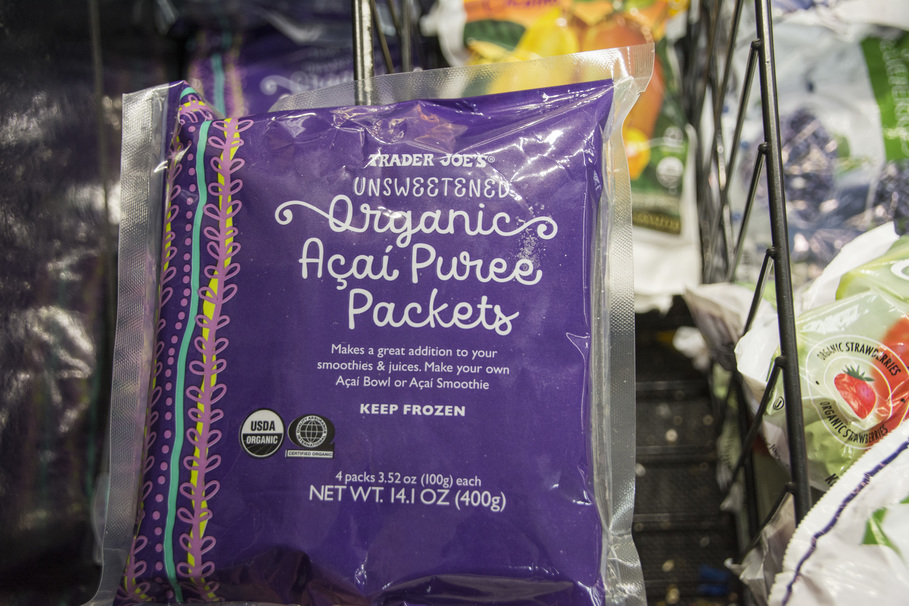 TRADER JOE'S®
UNSWEETENED
Organic
Açaí Puree
Packets
Makes a great addition to your
smoothies & juices. Make your own
Açaí Bowl or Açaí Smoothie
KEEP FROZEN
USDA
ORGANIC
CERTIFIED ORGANIC
4 packs 3.52 oz (100g) each
NET WT. 14.1 OZ (400g)
ORGANIC STRAWBERRIES
ORGANIC STRAWBERRIES